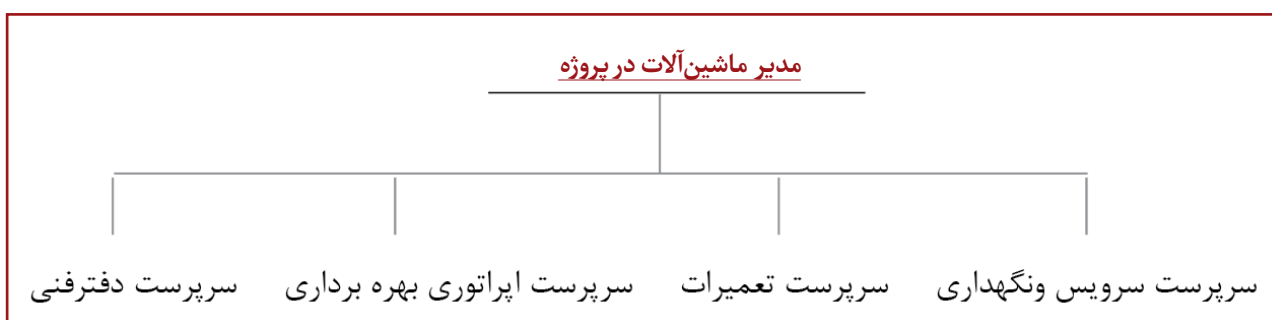 مدیر ماشین‌آلات در پروژه
سرپرست سرویس ونگهداری
سرپرست تعمیرات
سرپرست اپراتوری بهره برداری
سرپرست دفترفنی